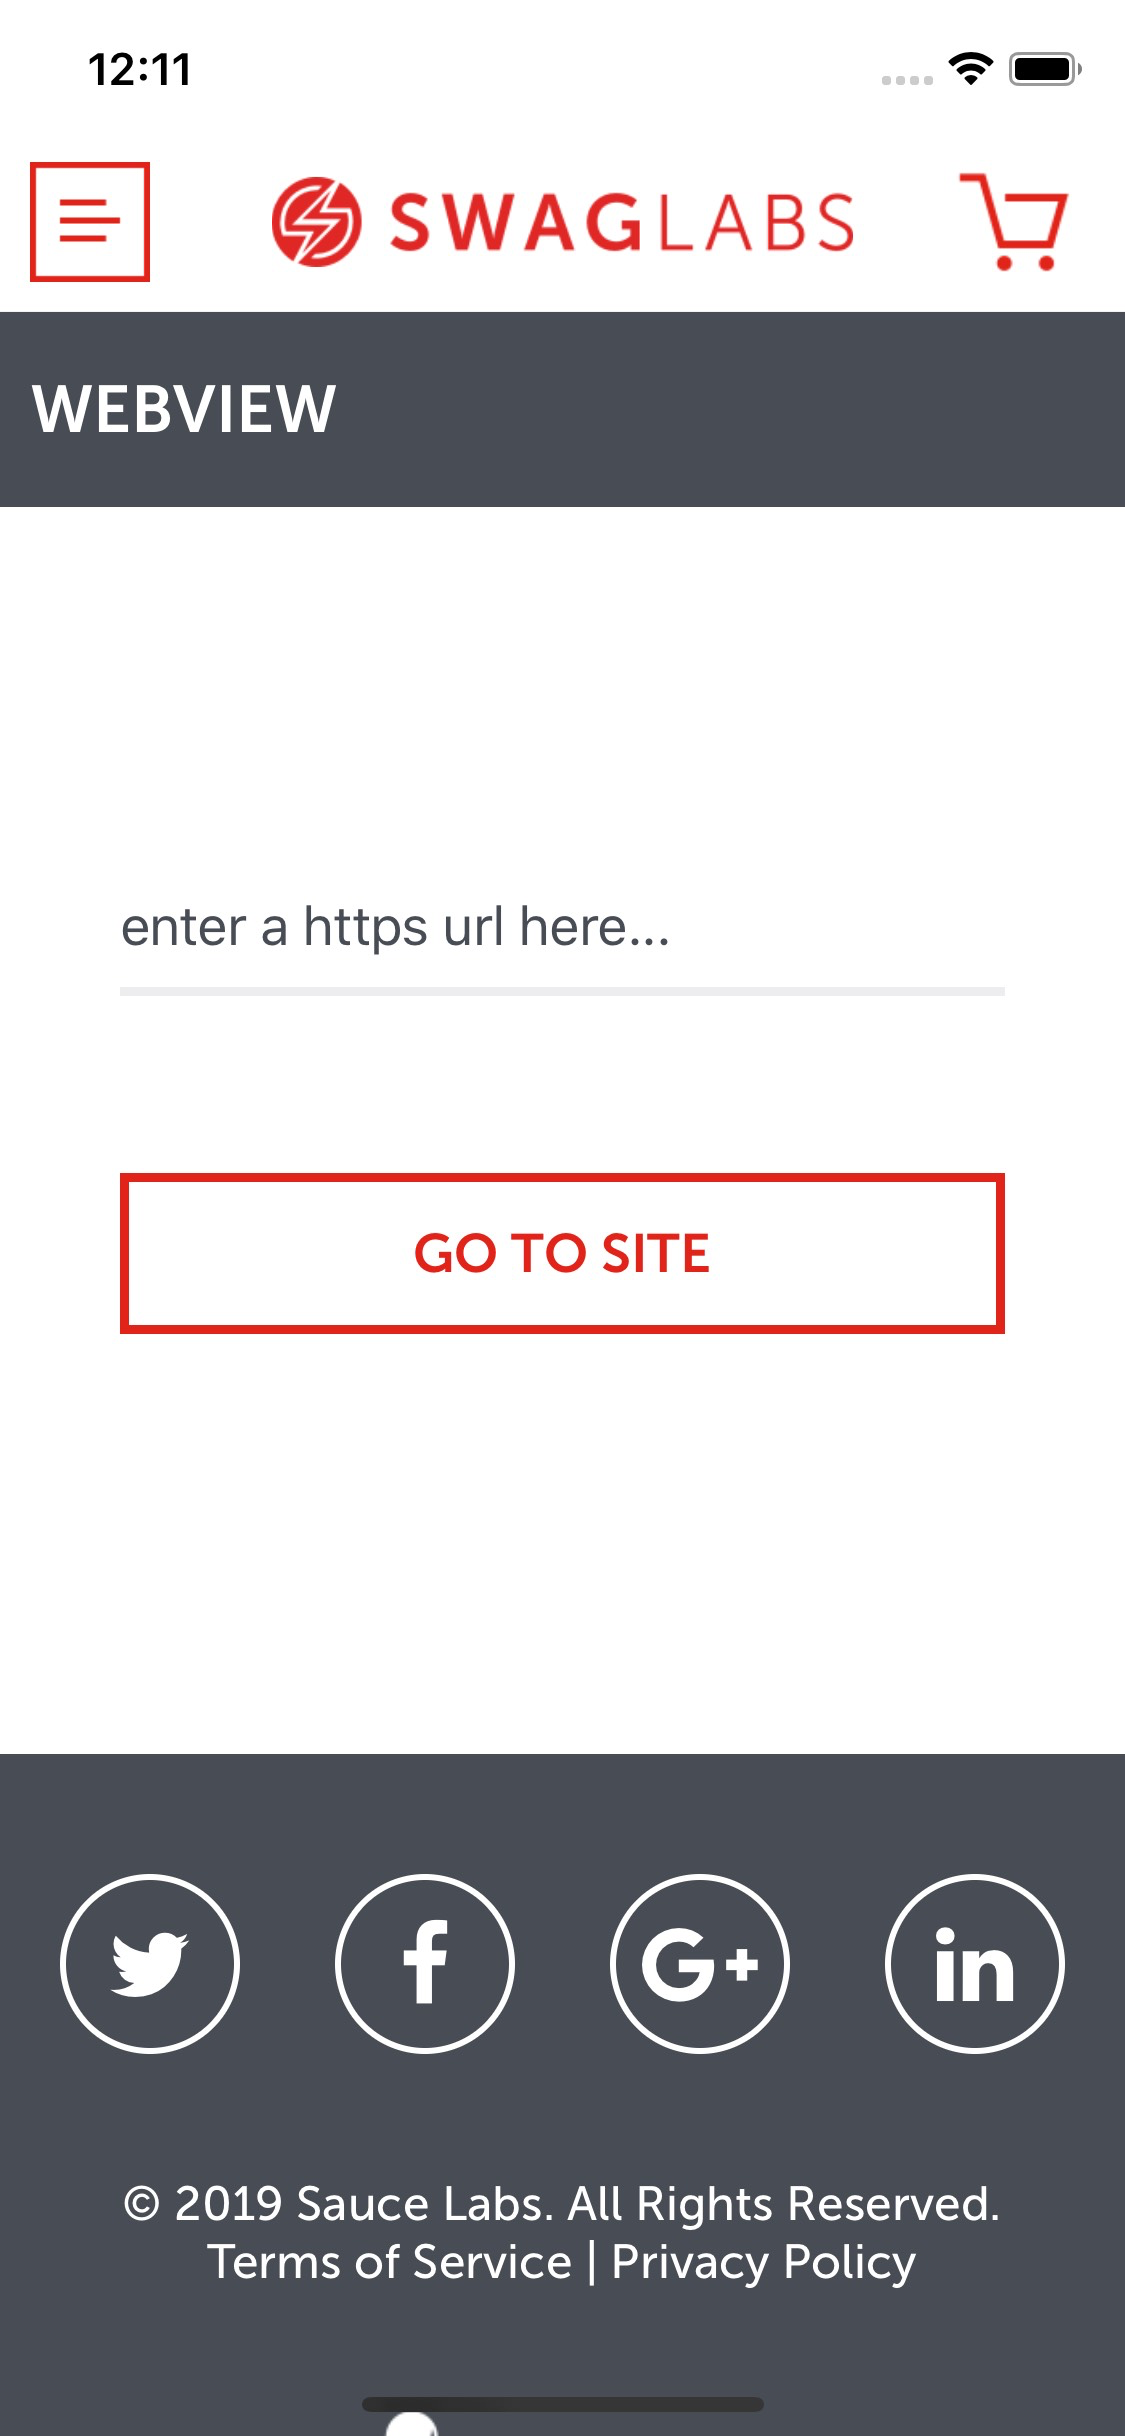 12:11
SWAGLABS
WEBVIEW
enter a https url here...
GO TO SITE
f
G+
in
© 2019 Sauce Labs. All Rights Reserved.
Terms of Service | Privacy Policy